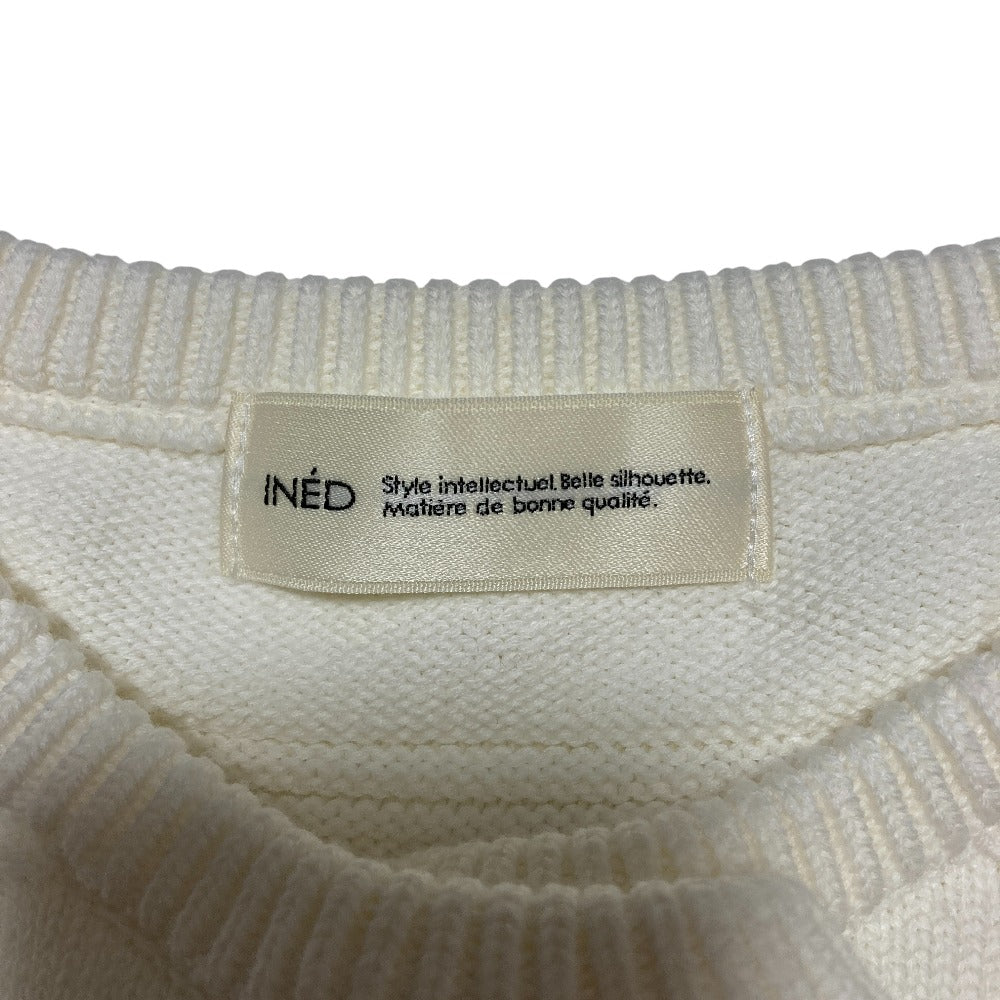 INÉD
Style intellectuel. Belle silhouette.
Matière de bonne qualité.